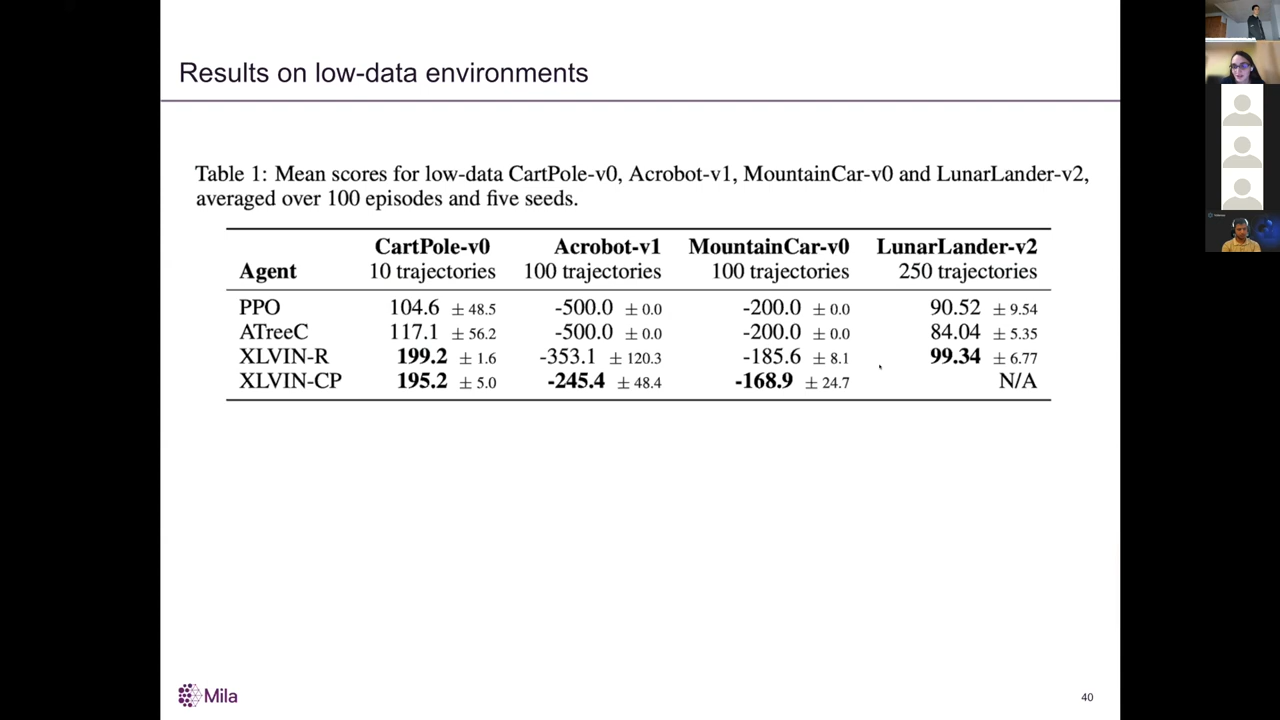 Results on low-data environments
Table 1: Mean scores for low-data CartPole-v0, Acrobot-v1, MountainCar-v0 and LunarLander-v2,
averaged over 100 episodes and five seeds.
CartPole-v0 Acrobot-v1 MountainCar-v0 LunarLander-v2
Agent 10 trajectories 100 trajectories 100 trajectories 250 trajectories
PPO 104.6 ± 48.5 -500.0 ± 0.0 -200.0 ± 0.0 90.52 ± 9.54
ATreeC 117.1 ± 56.2 -500.0 ± 0.0 -200.0 ± 0.0 84.04 ± 5.35
XLVIN-R 199.2 ± 1.6 -353.1 ± 120.3 -185.6 ± 8.1 99.34 ± 6.77
XLVIN-CP 195.2 ± 5.0 -245.4 ± 48.4 -168.9 ± 24.7 N/A
Mila
40